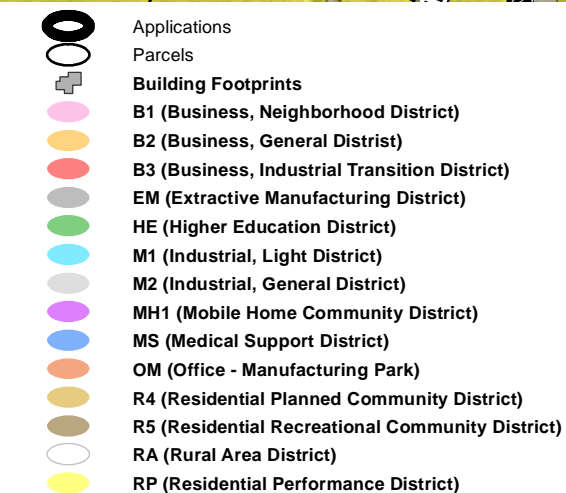 Applications
Parcels
Building Footprints
B1 (Business, Neighborhood District)
B2 (Business, General Distrist)
B3 (Business, Industrial Transition District)
EM (Extractive Manufacturing District)
HE (Higher Education District)
M1 (Industrial, Light District)
M2 (Industrial, General District)
MH1 (Mobile Home Community District)
MS (Medical Support District)
OM (Office - Manufacturing Park)
R4 (Residential Planned Community District)
R5 (Residential Recreational Community District)
RA (Rural Area District)
RP (Residential Performance District)